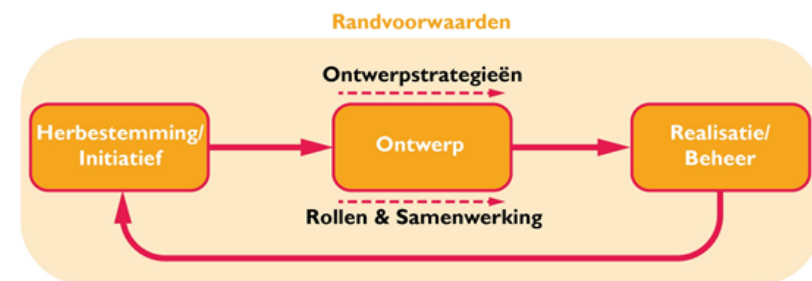 Randvoorwaarden
Ontwerpstrategieën
Herbestemming/
Initiatief
Ontwerp
Realisatie/
Beheer
Rollen & Samenwerking